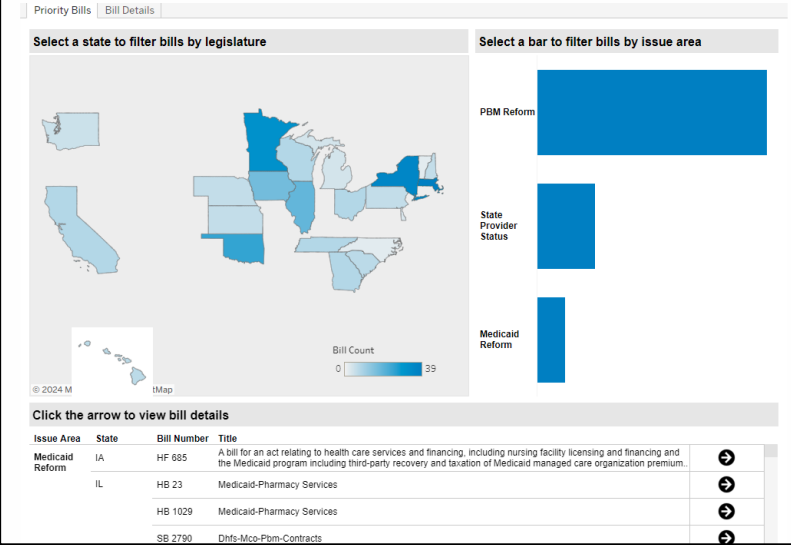 Priority Bills
Bill Details
Select a state to filter bills by legislature
Select a bar to filter bills by issue area
PBM Reform
State
Provider
Status
Medicaid
Reform
Bill Count
0
39
© 2024 M
tMap
Click the arrow to view bill details
Issue Area State Bill Number Title
Medicaid
Reform
IA HF 685 A bill for an act relating to health care services and financing, including nursing facility licensing and financing and
the Medicaid program including third-party recovery and taxation of Medicaid managed care organization premium..
IL HB 23 Medicaid-Pharmacy Services
HB 1029 Medicaid-Pharmacy Services
SB 2790 Dhfs-Mco-Pbm-Contracts